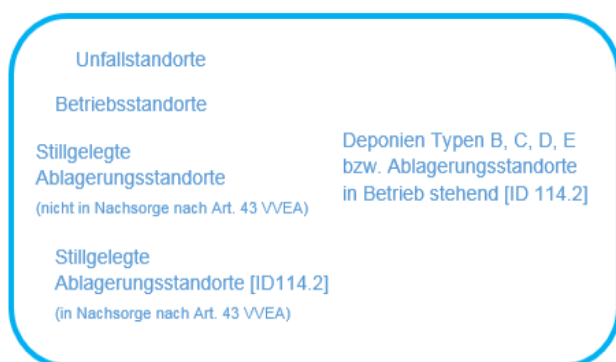 Unfallstandorte
Betriebsstandorte
Stillgelegte
Ablagerungsstandorte
(nicht in Nachsorge nach Art. 43 VVEA)
Stillgelegte
Ablagerungsstandorte [ID114.2]
(in Nachsorge nach Art. 43 VVEA)
Deponien Typen B, C, D, E
bzw. Ablagerungsstandorte
in Betrieb stehend [ID 114.2]